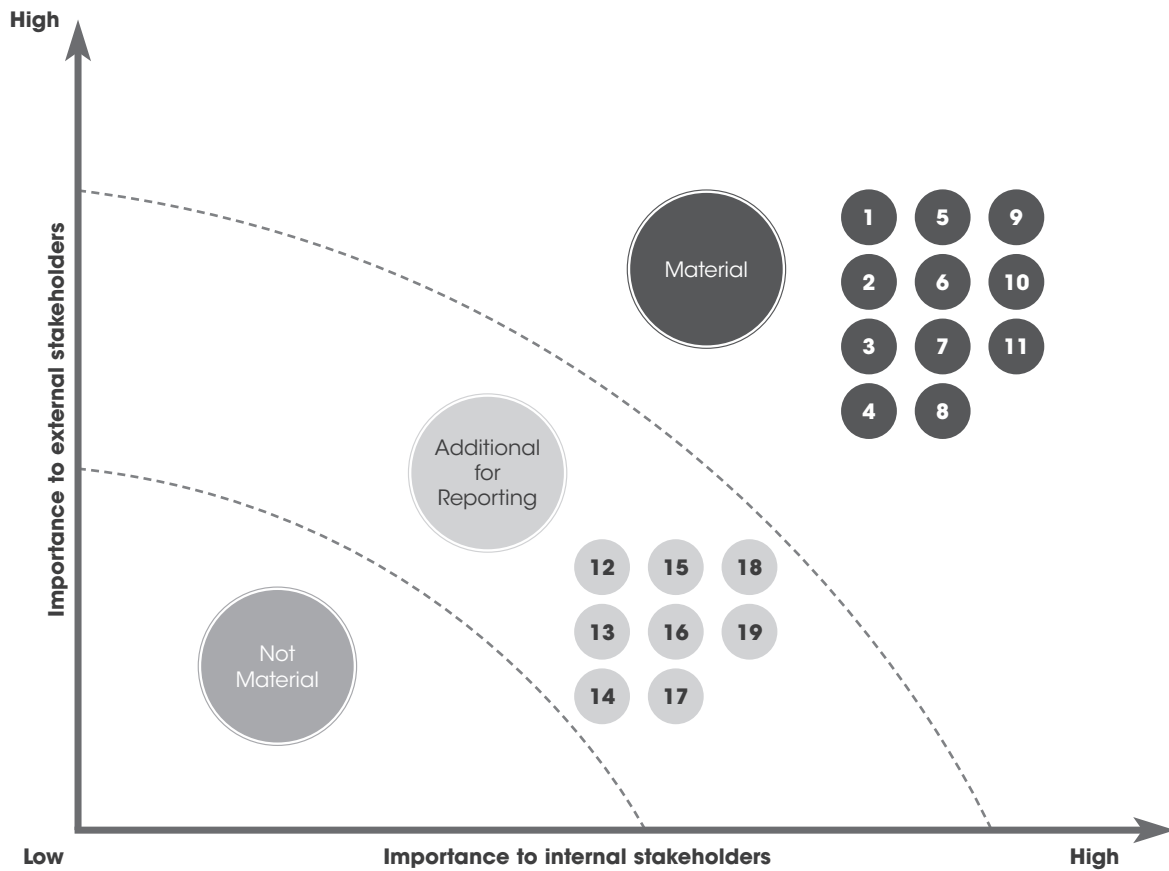 High
Importance to external stakeholders
Material
1
5
9
2
6
10
3
7
11
4
8
Additional
for
Reporting
12
15
18
13
16
19
14
17
Not
Material
Low
Importance to internal stakeholders
High